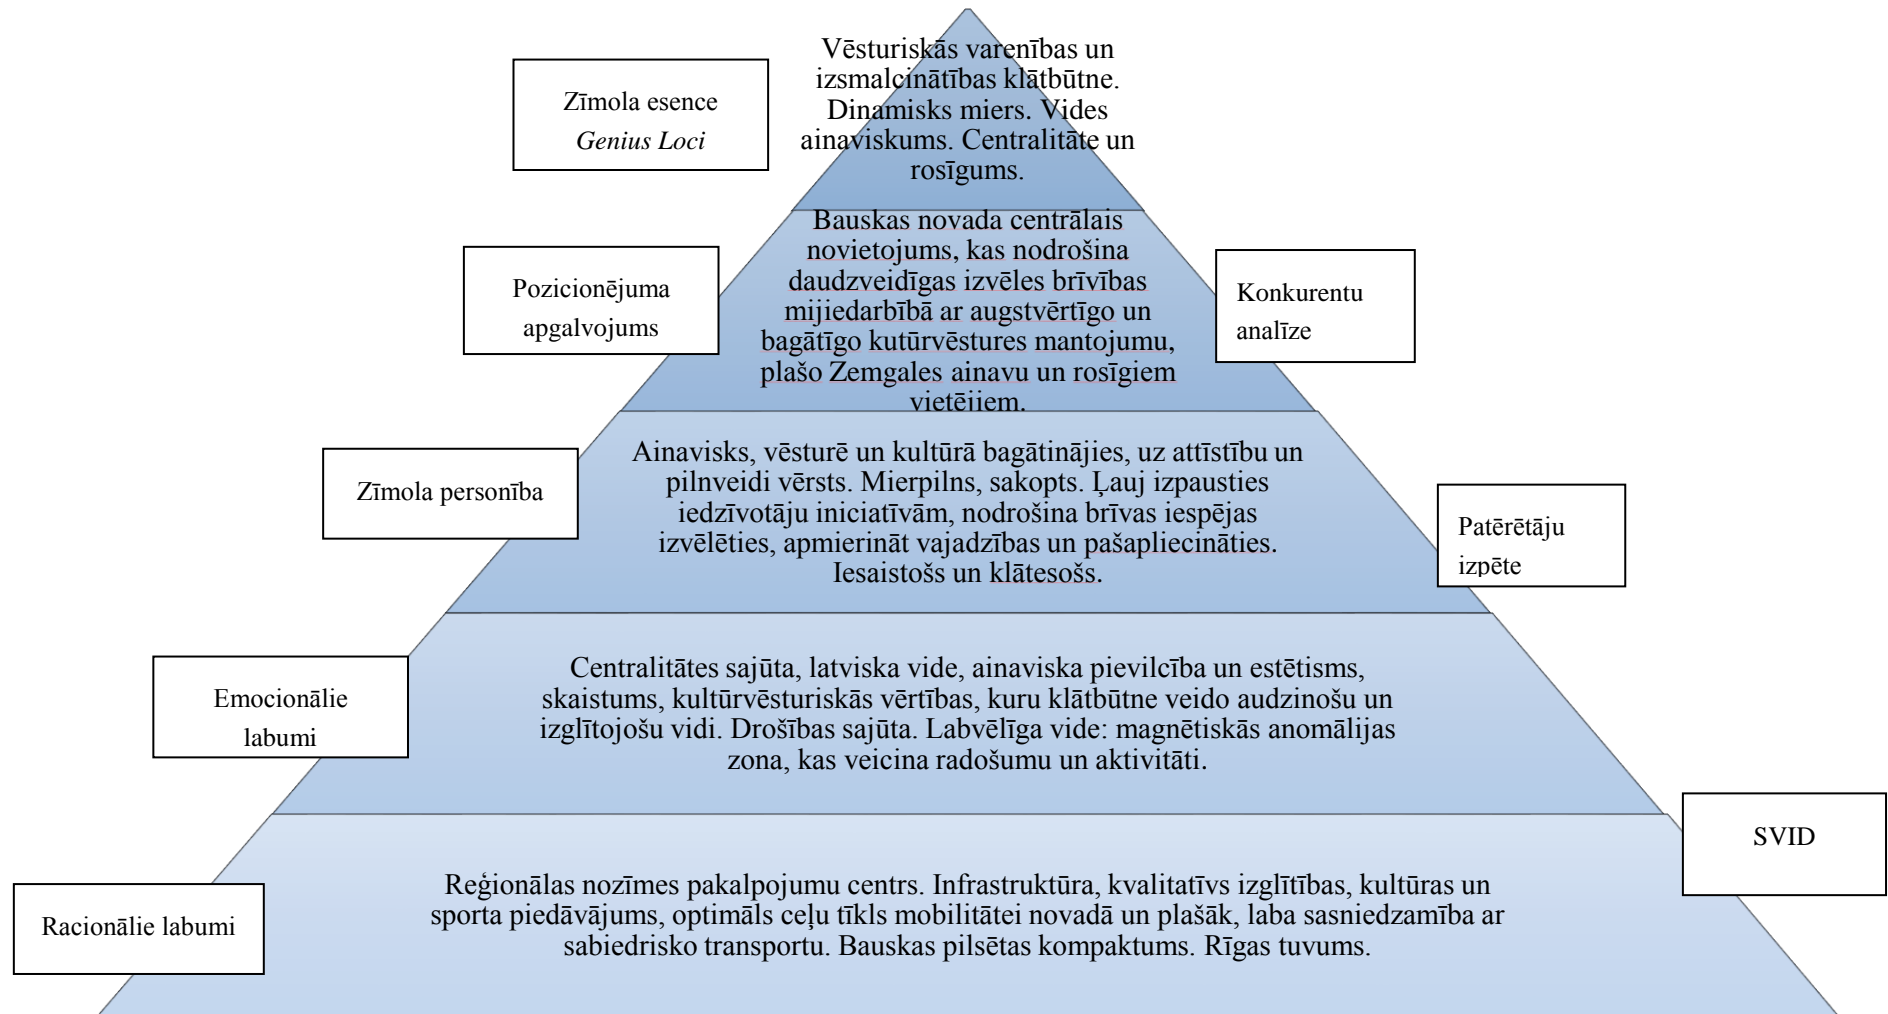 Vēsturiskās varenības un
izsmalcinātības klātbūtne.
Dinamisks miers. Vides
ainaviskums. Centralitāte un
rosīgums.
Zīmola esence
Genius Loci
Bauskas novada centrālais
novietojums, kas nodrošina
daudzveidīgas izvēles brīvības
mijiedarbībā ar augstvērtīgo un
bagātīgo kutūrvēstures mantojumu,
plašo Zemgales ainavu un rosīgiem
vietējiem.
Pozicionējuma
apgalvojums
Konkurentu
analīze
Ainavisks, vēsturē un kultūrā bagātinājies, uz attīstību un
pilnveidi vērsts. Mierpilns, sakopts. Ļauj izpausties
iedzīvotāju iniciatīvām, nodrošina brīvas iespējas
izvēlēties, apmierināt vajadzības un pašapliecināties.
Iesaistošs un klātesošs.
Zīmola personība
Patērētāju
izpēte
Centralitātes sajūta, latviska vide, ainaviska pievilcība un estētisms,
skaistums, kultūrvēsturiskās vērtības, kuru klātbūtne veido audzinošu un
izglītojošu vidi. Drošības sajūta. Labvēlīga vide: magnētiskās anomālijas
zona, kas veicina radošumu un aktivitāti.
Emocionālie
labumi
SVID
Reģionālas nozīmes pakalpojumu centrs. Infrastruktūra, kvalitatīvs izglītības, kultūras un
sporta piedāvājums, optimāls ceļu tīkls mobilitātei novadā un plašāk, laba sasniedzamība ar
sabiedrisko transportu. Bauskas pilsētas kompaktums. Rīgas tuvums.
Racionālie labumi